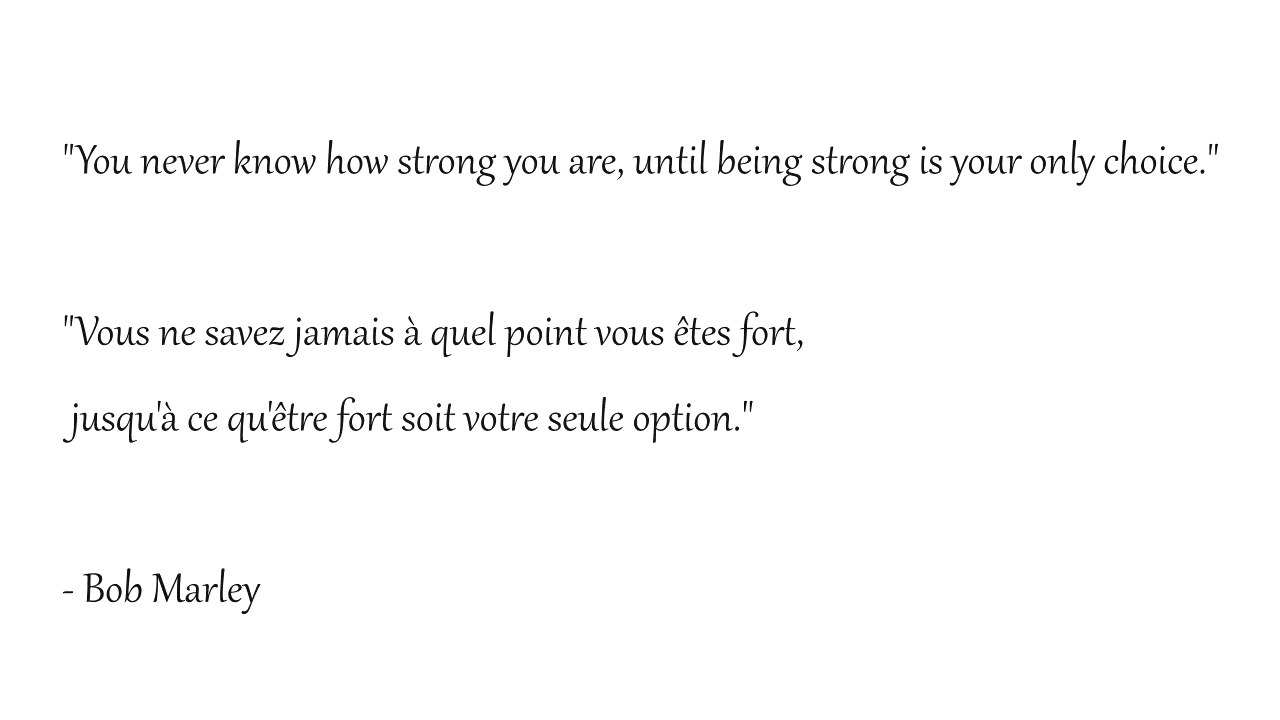 "You never know how strong you are, until being strong is your only choice."
"Vous ne savez jamais à quel point vous êtes fort,
jusqu'à ce qu'être fort soit votre seule option."
- Bob Marley